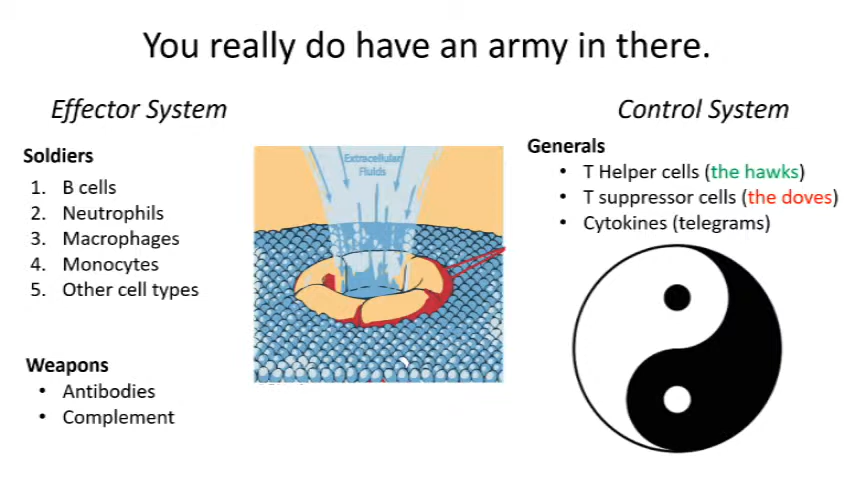 You really do have an army in there.
Effector System
Soldiers
1. B cells
2. Neutrophils
3. Macrophages
4. Monocytes
5. Other cell types
Weapons
• Antibodies
• Complement
Extracellular
Fluids
Control System
Generals
• T Helper cells (the hawks)
• T suppressor cells (the doves)
• Cytokines (telegrams)